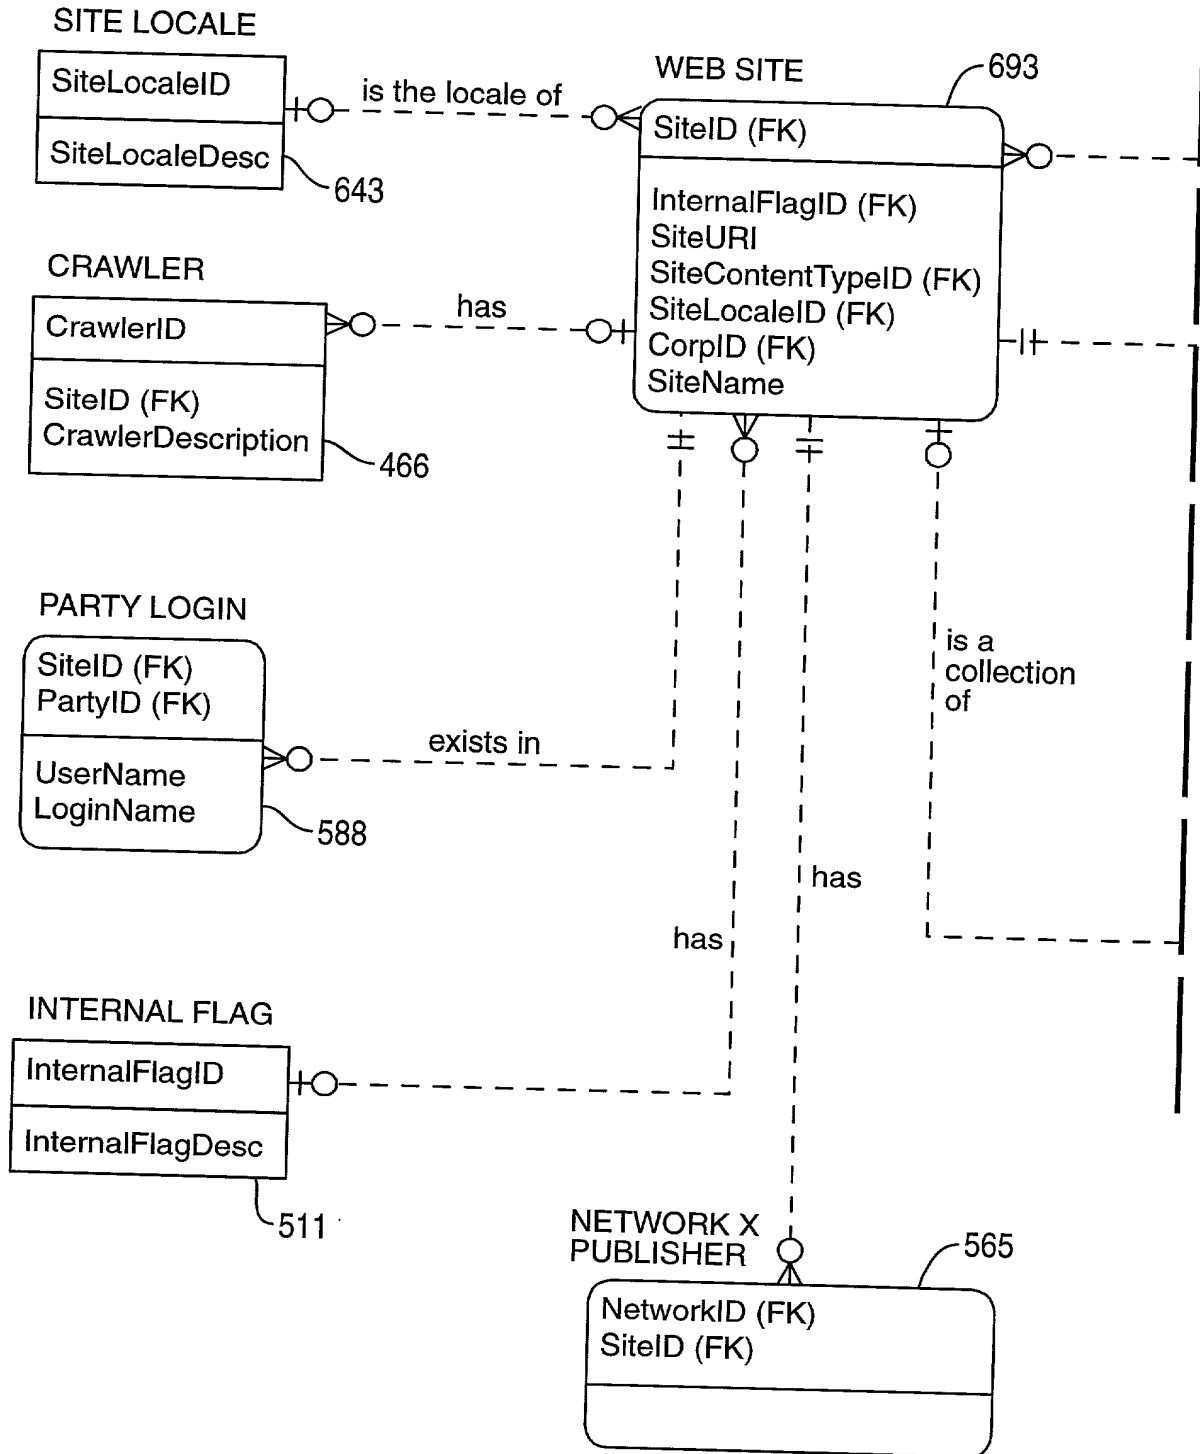 SITE LOCALE
SiteLocaleID
SiteLocaleDesc
643
is the locale of
WEB SITE
693
SiteID (FK)
InternalFlagID (FK)
SiteURI
SiteContentTypeID (FK)
SiteLocaleID (FK)
CorpID (FK)
SiteName
CRAWLER
CrawlerID
SiteID (FK)
CrawlerDescription
466
has
PARTY LOGIN
SiteID (FK)
PartyID (FK)
UserName
LoginName
588
exists in
is a
collection
of
has
has
INTERNAL FLAG
InternalFlagID
InternalFlagDesc
511
NETWORK X
PUBLISHER
565
NetworkID (FK)
SiteID (FK)